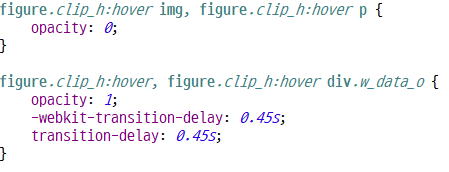 figure.clip_h:hover img, figure.clip_h:hover p {
    opacity: 0;
}

figure.clip_h:hover, figure.clip_h:hover div.w_data_o {
    opacity: 1;
    -webkit-transition-delay: 0.45s;
    transition-delay: 0.45s;
}